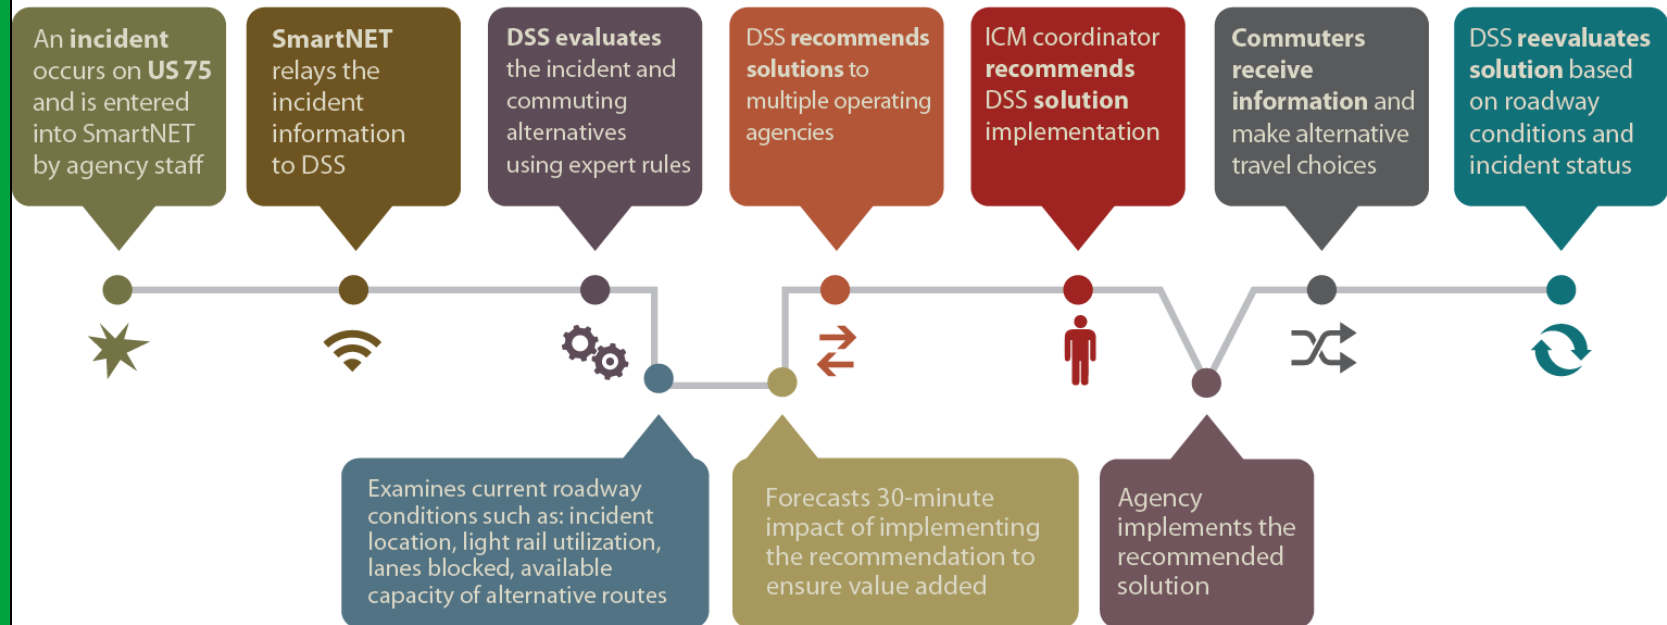 An incident
occurs on US 75
and is entered
into SmartNET
by agency staff
SmartNET
relays the
incident
information
to DSS
DSS evaluates
the incident and
commuting
alternatives
using expert rules
DSS recommends
solutions to
multiple operating
agencies
ICM coordinator
recommends
DSS solution
implementation
Commuters
receive
information and
make alternative
travel choices
DSS reevaluates
solution based
on roadway
conditions and
incident status
Examines current roadway
conditions such as: incident
location, light rail utilization,
lanes blocked, available
capacity of alternative routes
Forecasts 30-minute
impact of implementing
the recommendation to
ensure value added
Agency
implements the
recommended
solution